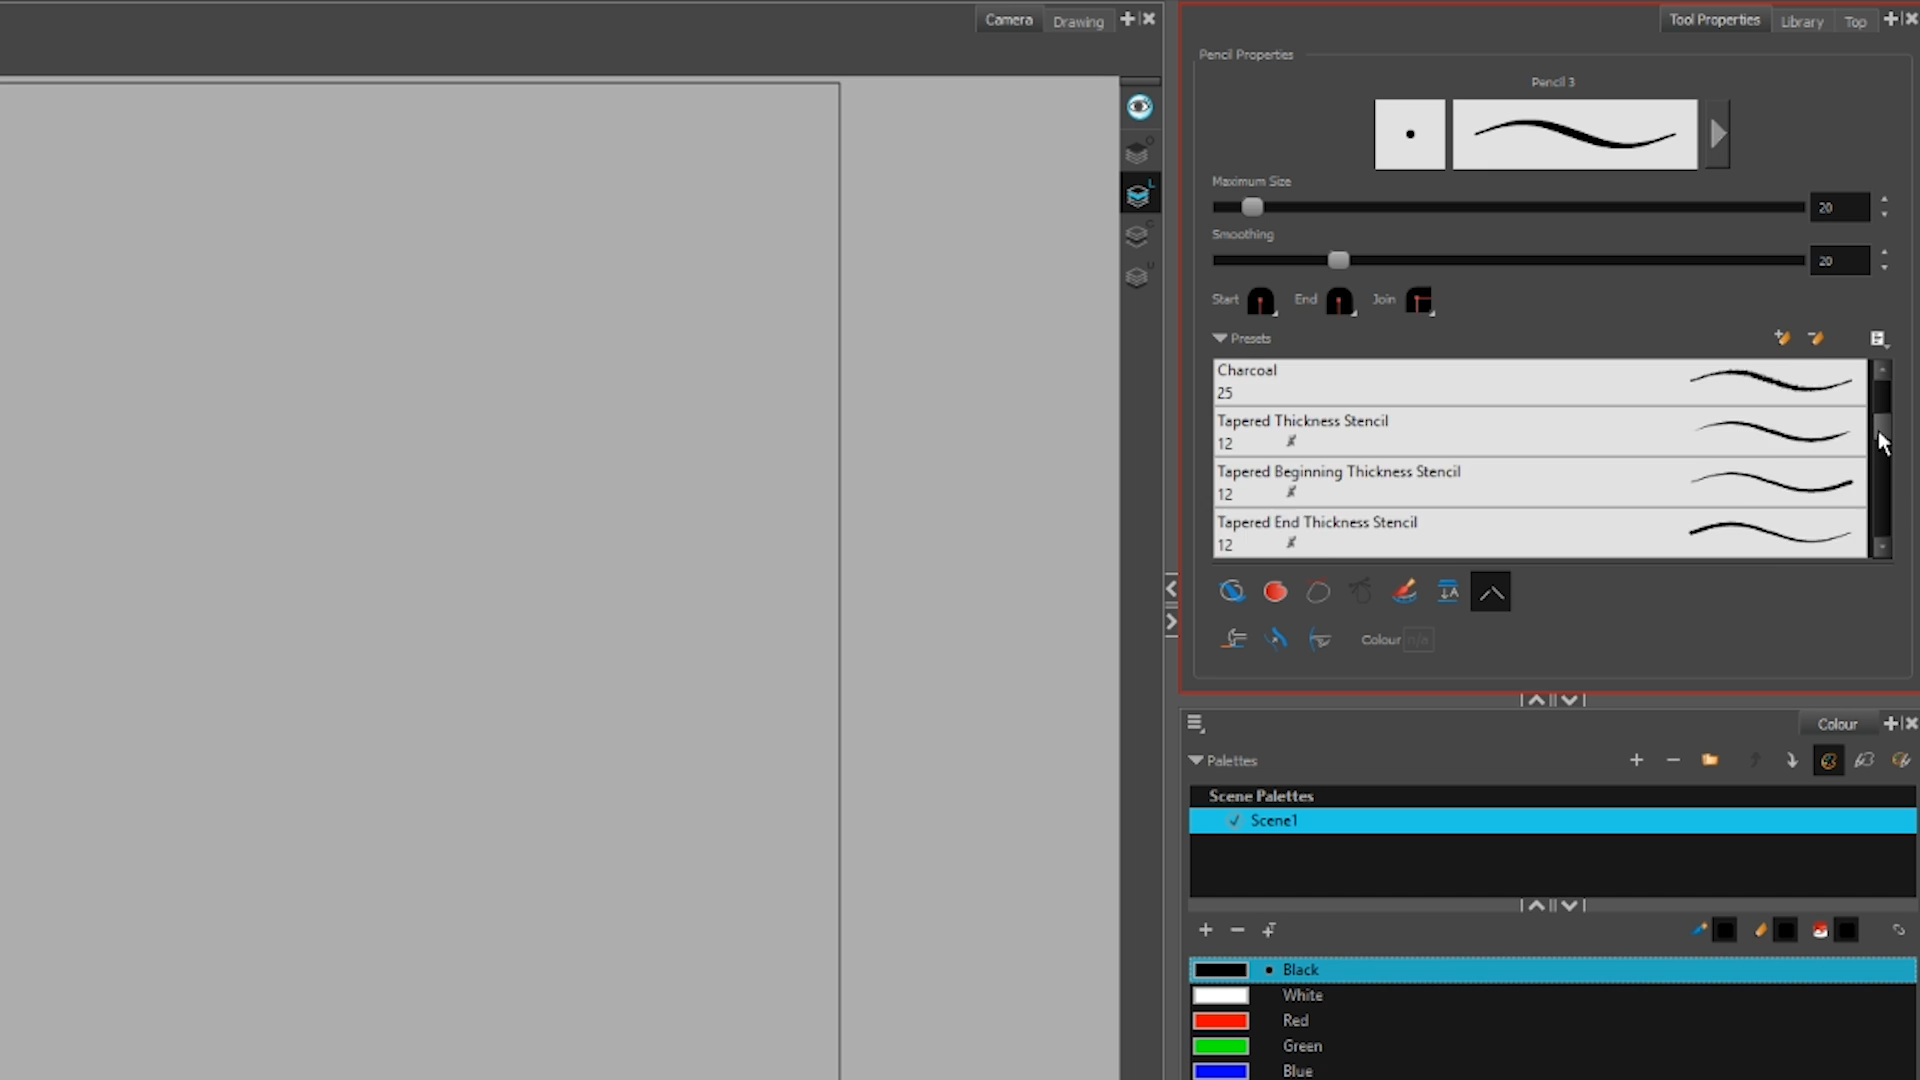 Camera Drawing
Tool Properties Library Top
Pencil Properties
Pencil 3
Maximum Size
20
Smoothing
20
Start End Join
Presets
Charcoal
25
Tapered Thickness Stencil
12
Tapered Beginning Thickness Stencil
12
Tapered End Thickness Stencil
12
Colour n/a
Colour
Palettes
Scene Palettes
Scene1
Black
White
Red
Green
Blue